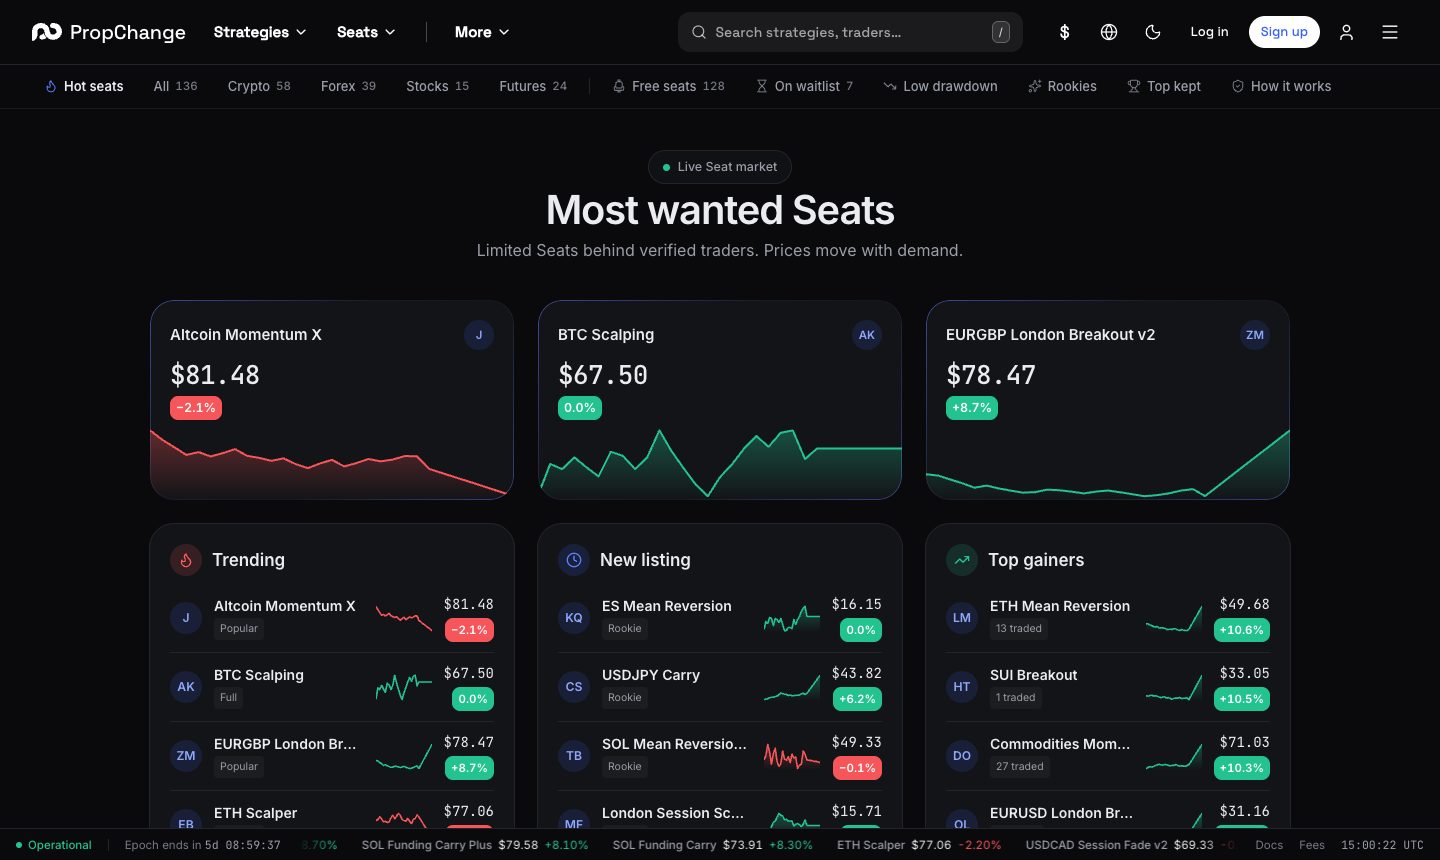 PropChange Strategies Seats More Search strategies, traders... / $ Log in Sign up
Hot seats All 136 Crypto 58 Forex 39 Stocks 15 Futures 24 Free seats 128 On waitlist 7 Low drawdown Rookies Top kept How it works
Live Seat market
Most wanted Seats
Limited Seats behind verified traders. Prices move with demand.
Altcoin Momentum X J
$81.48
−2.1%
BTC Scalping AK
$67.50
0.0%
EURGBP London Breakout v2 ZM
$78.47
+8.7%
Trending
J Altcoin Momentum X $81.48
Popular −2.1%
AK BTC Scalping $67.50
Full 0.0%
ZM EURGBP London Br... $78.47
Popular +8.7%
EB ETH Scalper $77.06
New listing
KQ ES Mean Reversion $16.15
Rookie 0.0%
CS USDJPY Carry $43.82
Rookie +6.2%
TB SOL Mean Reversio... $49.33
Rookie −0.1%
MF London Session Sc... $15.71
Top gainers
LM ETH Mean Reversion $49.68
13 traded +10.6%
HT SUI Breakout $33.05
1 traded +10.5%
DO Commodities Mom... $71.03
27 traded +10.3%
OL EURUSD London Br... $31.16
Operational Epoch ends in 5d 08:59:37 8.70% SOL Funding Carry Plus $79.58 +8.10% SOL Funding Carry $73.91 +8.30% ETH Scalper $77.06 -2.20% USDCAD Session Fade v2 $69.33 Docs Fees 15:00:22 UTC